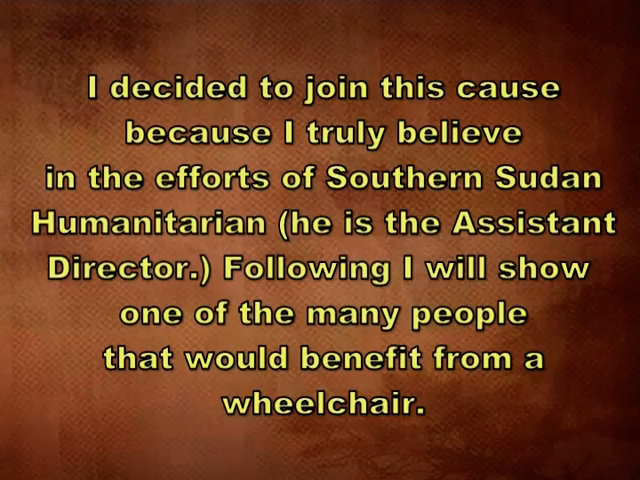 I decided to join this cause
because I truly believe
in the efforts of Southern Sudan
Humanitarian (he is the Assistant
Director.) Following I will show
one of the many people
that would benefit from a
wheelchair.